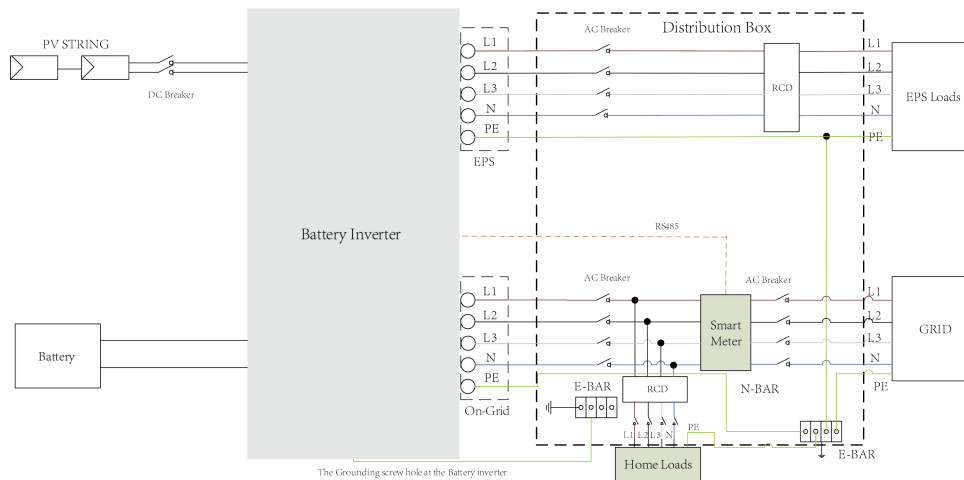 PV STRING
DC Breaker
Battery Inverter
Battery
L1
L2
L3
N
PE
EPS
AC Breaker
Distribution Box
RCD
L1
L2
L3
N
PE
EPS Loads
RS485
L1
L2
L3
N
PE
On-Grid
AC Breaker
AC Breaker
Smart
Meter
N-BAR
L1
L2
L3
N
PE
GRID
E-BAR
RCD
L1
L2
L3
N
PE
Home Loads
E-BAR
The Grounding screw hole at the Battery inverter